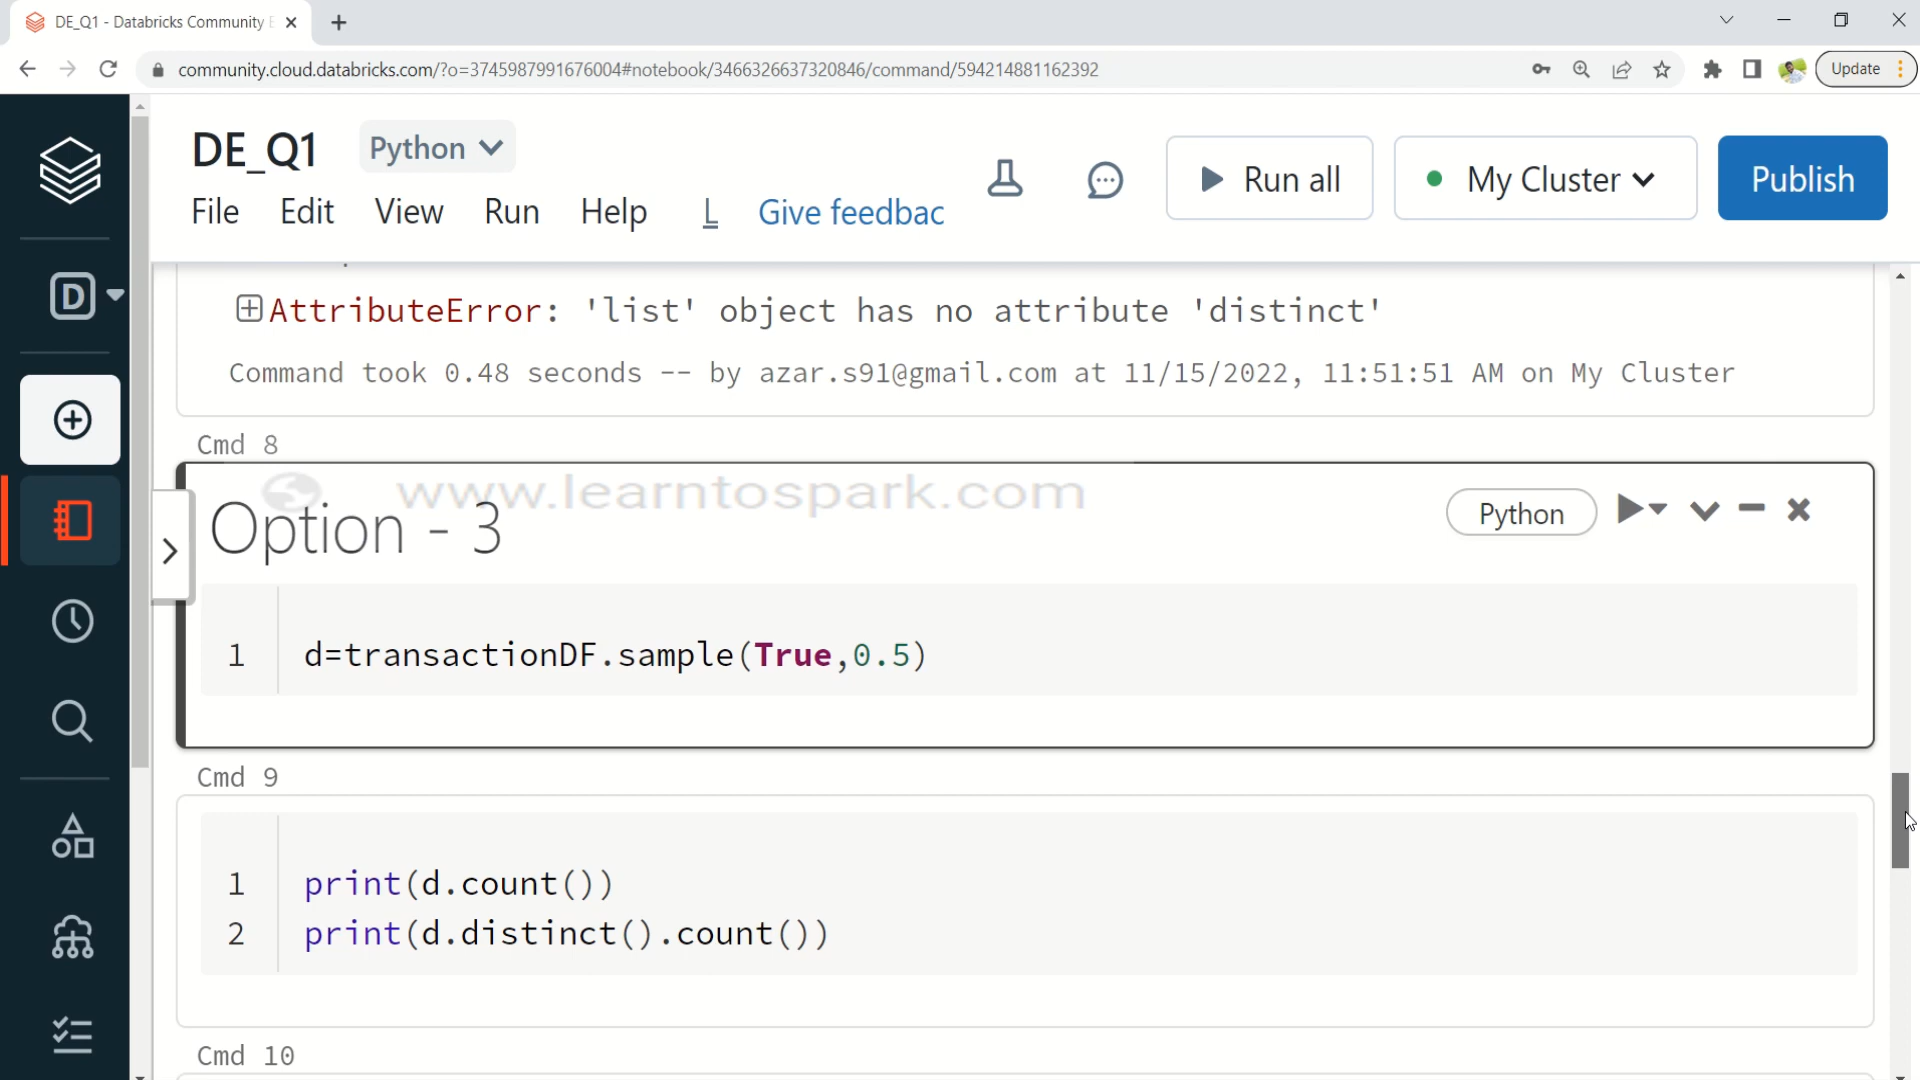 DE_Q1 - Databricks Community E
community.cloud.databricks.com/?o=3745987991676004#notebook/3466326637320846/command/594214881162392
Update
DE_Q1
Python
File Edit View Run Help
L
Give feedbac
Run all
My Cluster
Publish
D
AttributeError: 'list' object has no attribute 'distinct'
Command took 0.48 seconds -- by azar.s91@gmail.com at 11/15/2022, 11:51:51 AM on My Cluster
Cmd 8
www.learntospark.com
Option - 3
Python
1 d=transactionDF.sample(True,0.5)
Cmd 9
1 print(d.count())
2 print(d.distinct().count())
Cmd 10